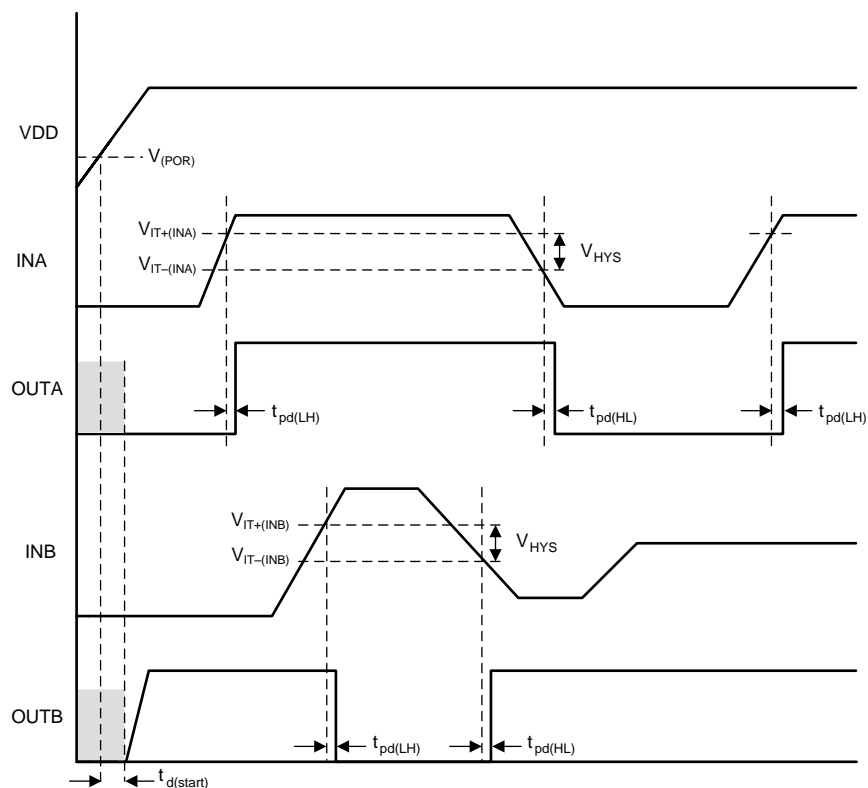 VDD
V(POR)
VIT+(INA)
INA
VIT–(INA)
VHYS
OUTA
tpd(LH)
tpd(HL)
tpd(LH)
VIT+(INB)
INB
VIT–(INB)
VHYS
OUTB
tpd(LH)
tpd(HL)
td(start)